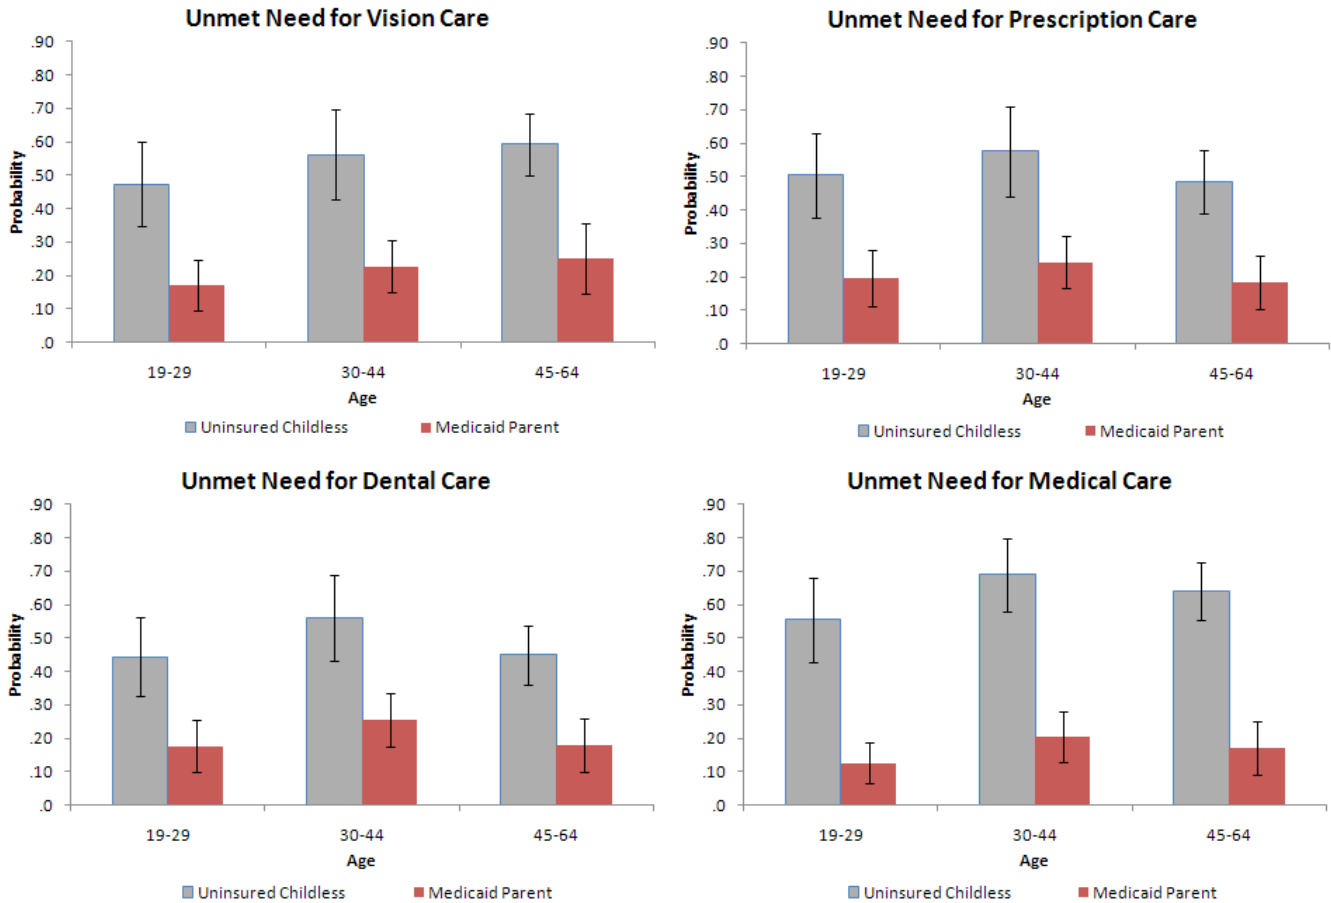 Unmet Need for Vision Care
.90
.80
.70
.60
.50
.40
.30
.20
.10
.0
Probability
19-29 30-44 45-64
Age
Uninsured Childless Medicaid Parent
Unmet Need for Prescription Care
.90
.80
.70
.60
.50
.40
.30
.20
.10
.0
Probability
19-29 30-44 45-64
Age
Uninsured Childless Medicaid Parent
Unmet Need for Dental Care
.90
.80
.70
.60
.50
.40
.30
.20
.10
.0
Probability
19-29 30-44 45-64
Age
Uninsured Childless Medicaid Parent
Unmet Need for Medical Care
.90
.80
.70
.60
.50
.40
.30
.20
.10
.0
Probability
19-29 30-44 45-64
Age
Uninsured Childless Medicaid Parent